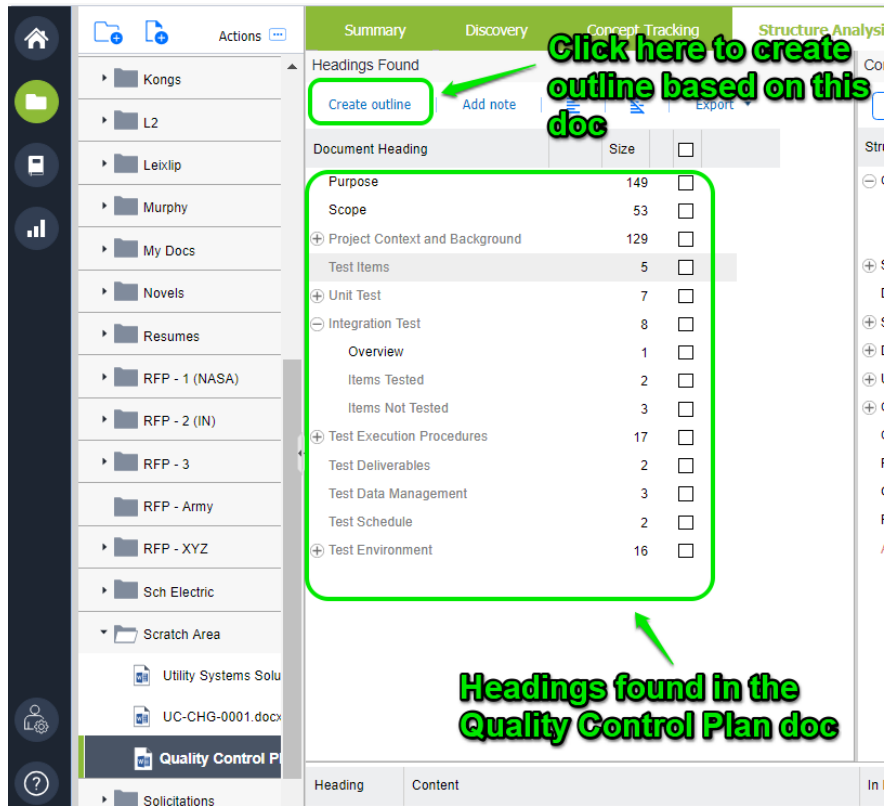 Actions
Kongs
L2
Leixlip
Murphy
My Docs
Novels
Resumes
RFP - 1 (NASA)
RFP - 2 (IN)
RFP - 3
RFP - Army
RFP - XYZ
Sch Electric
Scratch Area
Utility Systems Solu
UC-CHG-0001.docx
Quality Control Pl
Solicitations
Summary Discovery Concept Tracking Structure Analysi
Headings Found
Create outline Add note Export
Click here to create
outline based on this
doc
Document Heading Size
Purpose 149
Scope 53
Project Context and Background 129
Test Items 5
Unit Test 7
Integration Test 8
Overview 1
Items Tested 2
Items Not Tested 3
Test Execution Procedures 17
Test Deliverables 2
Test Data Management 3
Test Schedule 2
Test Environment 16
Headings found in the
Quality Control Plan doc
Heading Content